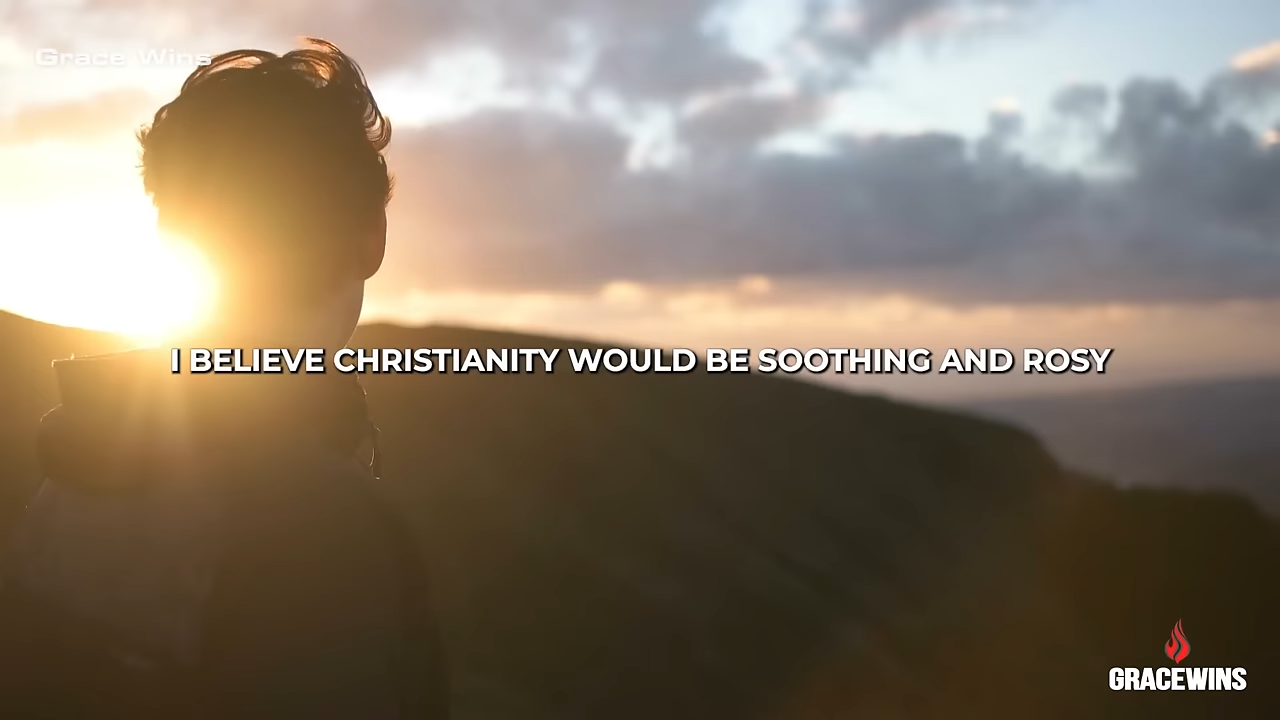 Grace Wins
I BELIEVE CHRISTIANITY WOULD BE SOOTHING AND ROSY
GRACEWINS